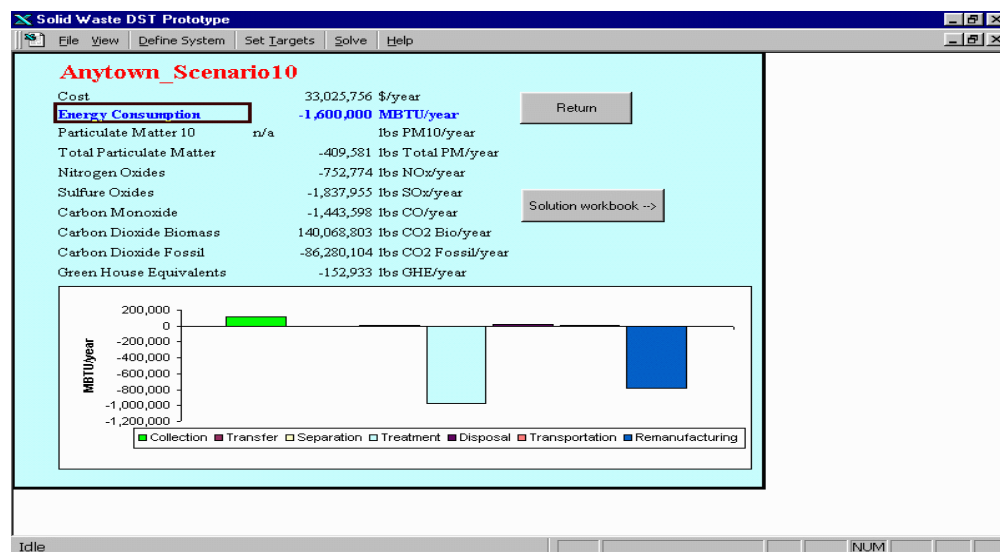 Solid Waste DST Prototype
File View Define System Set Targets Solve Help
Anytown_Scenario10
Cost 33,025,756 $/year
Return
Energy Consumption -1,600,000 MBTU/year
Particulate Matter 10 n/a lbs PM10/year
Total Particulate Matter -409,581 lbs Total PM/year
Nitrogen Oxides -752,774 lbs NOx/year
Sulfure Oxides -1,837,955 lbs SOx/year
Solution workbook -->
Carbon Monoxide -1,443,598 lbs CO/year
Carbon Dioxide Biomass 140,068,803 lbs CO2 Bio/year
Carbon Dioxide Fossil -86,280,104 lbs CO2 Fossil/year
Green House Equivalents -152,933 lbs GHE/year
200,000
0
-200,000
-400,000
-600,000
-800,000
-1,000,000
-1,200,000
MBTU/year
Collection Transfer Separation Treatment Disposal Transportation Remanufacturing
Idle NUM